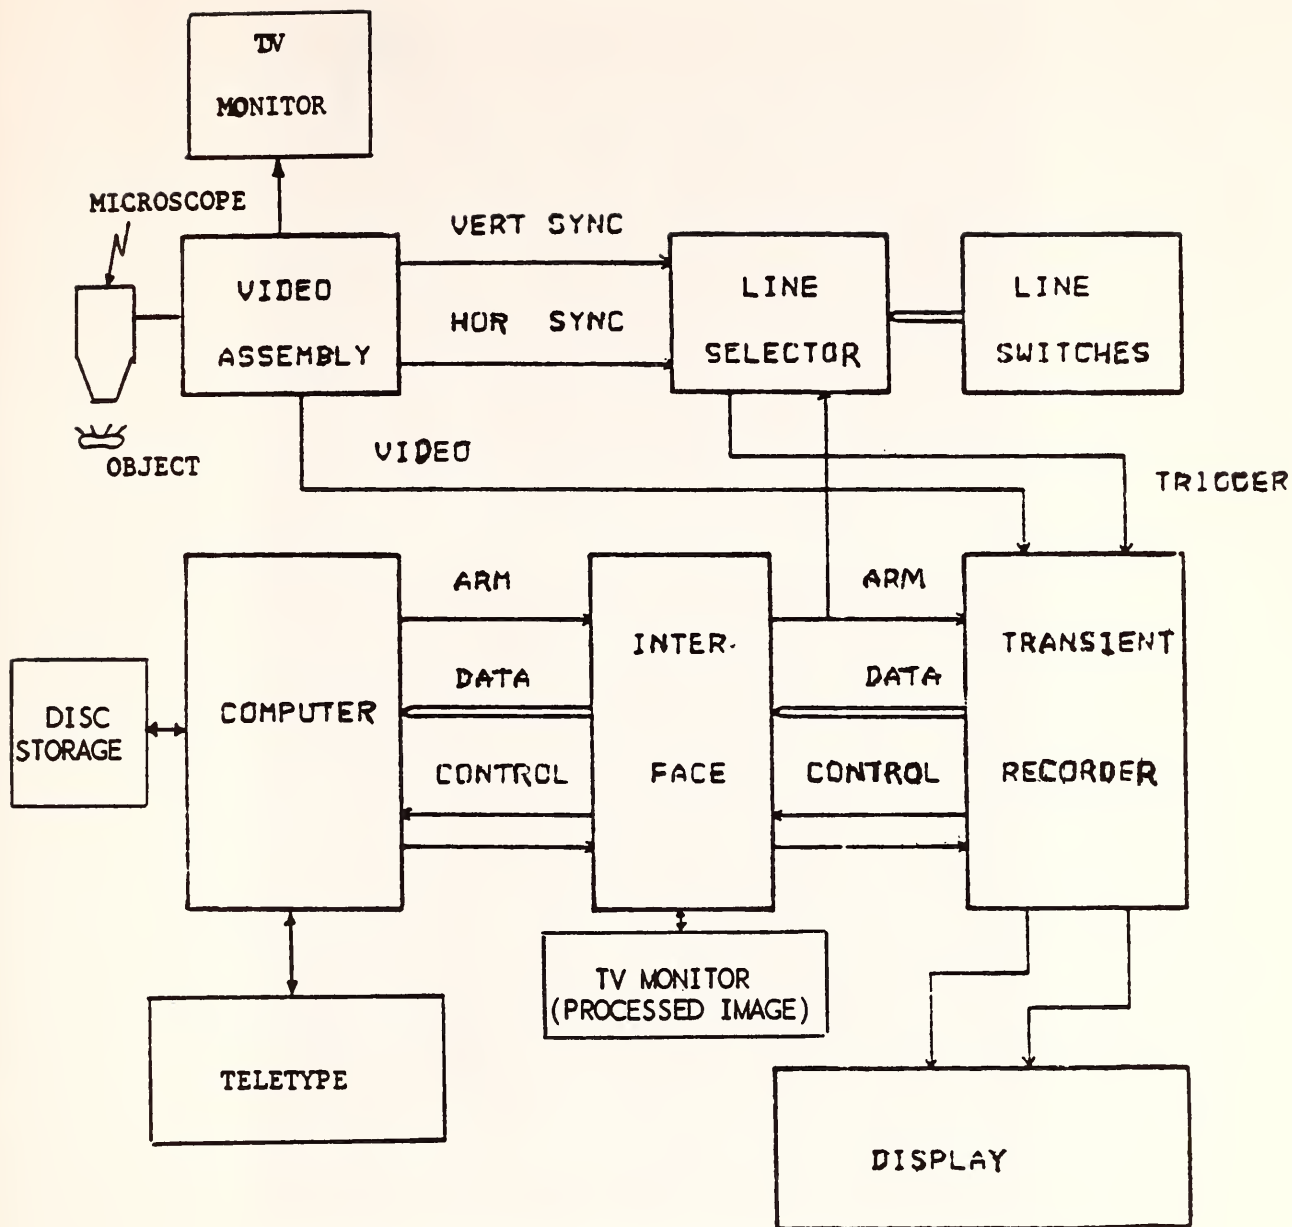 TV
MONITOR
MICROSCOPE
VERT SYNC
VIDEO
ASSEMBLY
HOR SYNC
LINE
SELECTOR
LINE
SWITCHES
OBJECT
VIDEO
TRIGGER
ARM
ARM
INTER-
TRANSIENT
DATA
DATA
COMPUTER
DISC
STORAGE
CONTROL
FACE
CONTROL
RECORDER
TV MONITOR
(PROCESSED IMAGE)
TELETYPE
DISPLAY